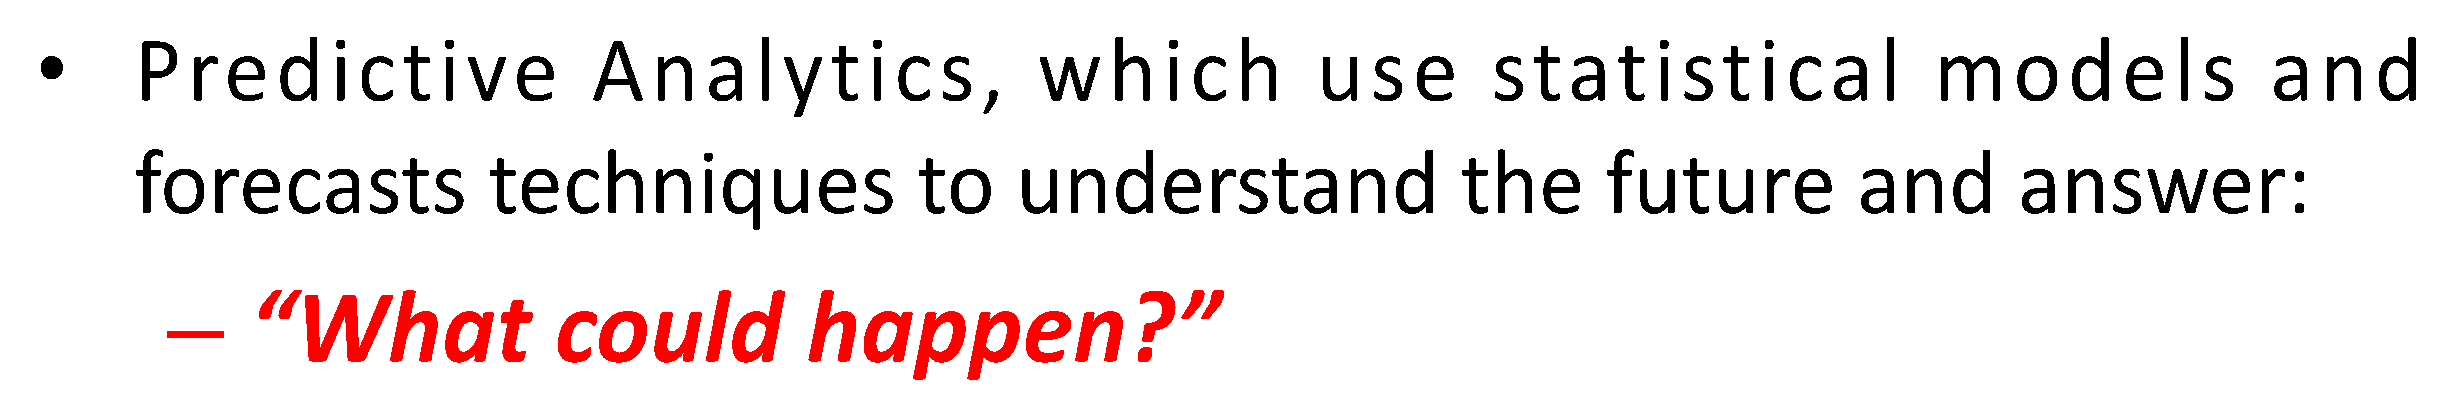 • Predictive Analytics, which use statistical models and
forecasts techniques to understand the future and answer:
– “What could happen?”